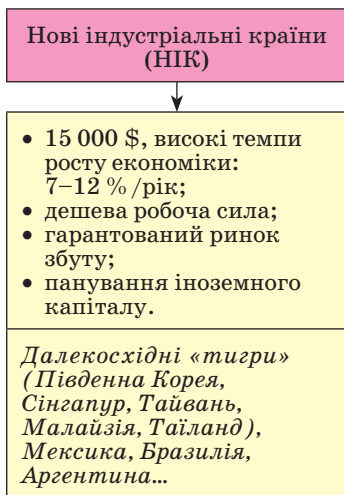 Нові індустріальні країни
(НІК)
• 15 000 $, високі темпи
росту економіки:
7–12 % /рік;
• дешева робоча сила;
• гарантований ринок
збуту;
• панування іноземного
капіталу.
Далекосхідні «тигри»
(Південна Корея,
Сінгапур, Тайвань,
Малайзія, Таїланд),
Мексика, Бразилія,
Аргентина...